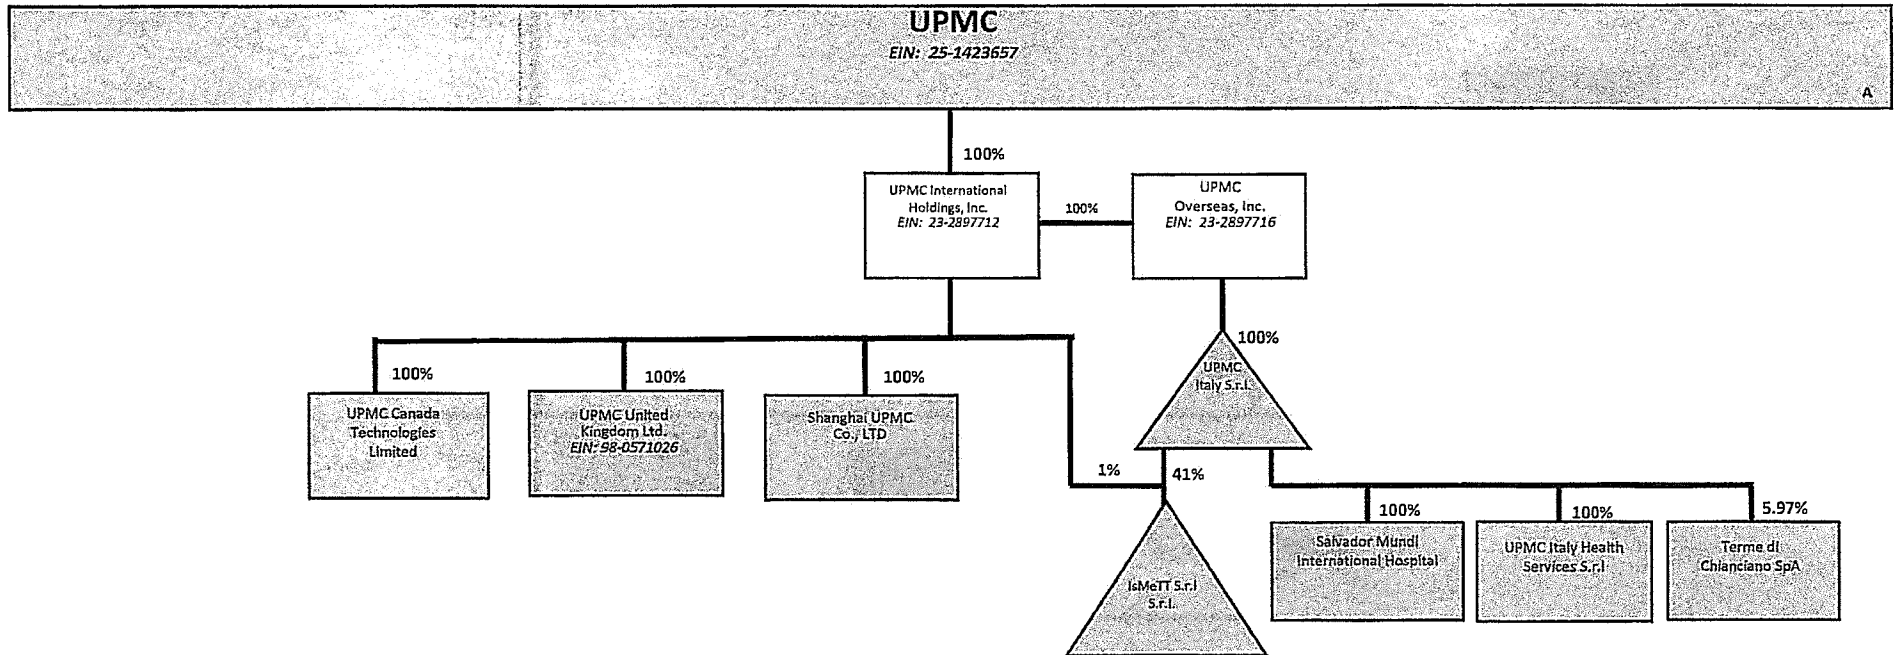 UPMC
EIN: 25-1423657
A
100%
UPMC International
Holdings, Inc.
EIN: 23-2897712
100%
UPMC
Overseas, Inc.
EIN: 23-2897716
100%
UPMC
Italy S.r.l.
100%
UPMC Canada
Technologies
Limited
100%
UPMC United
Kingdom Ltd.
EIN: 98-0571026
100%
Shanghai UPMC
Co., LTD
1%
41%
IsMeTT S.r.l
S.r.l.
100%
Salvador Mundi
International Hospital
100%
UPMC Italy Health
Services S.r.l
5.97%
Terme di
Chianciano SpA